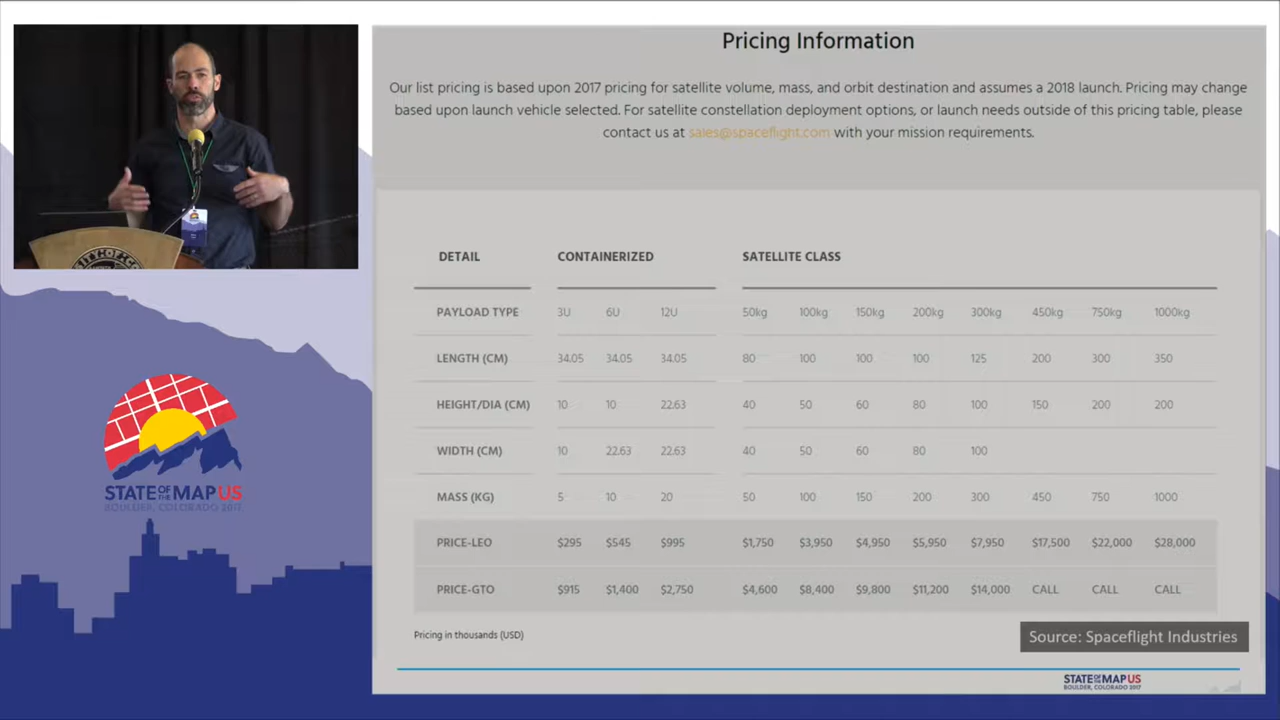 Pricing Information
Our list pricing is based upon 2017 pricing for satellite volume, mass, and orbit destination and assumes a 2018 launch. Pricing may change
based upon launch vehicle selected. For satellite constellation deployment options, or launch needs outside of this pricing table, please
contact us at sales@spaceflight.com with your mission requirements.
DETAIL CONTAINERIZED SATELLITE CLASS
PAYLOAD TYPE 3U 6U 12U 50kg 100kg 150kg 200kg 300kg 450kg 750kg 1000kg
LENGTH (CM) 34.05 34.05 34.05 80 100 100 100 125 200 300 350
HEIGHT/DIA (CM) 10 10 22.63 40 50 60 80 100 150 200 200
WIDTH (CM) 10 22.63 22.63 40 50 60 80 100
MASS (KG) 5 10 20 50 100 150 200 300 450 750 1000
PRICE-LEO $295 $545 $995 $1,750 $3,950 $4,950 $5,950 $7,950 $17,500 $22,000 $28,000
PRICE-GTO $915 $1,400 $2,750 $4,600 $8,400 $9,800 $11,200 $14,000 CALL CALL CALL
Pricing in thousands (USD)
Source: Spaceflight Industries
STATE OF THE MAP US
BOULDER, COLORADO 2017
STATE OF THE MAP US
BOULDER, COLORADO 2017